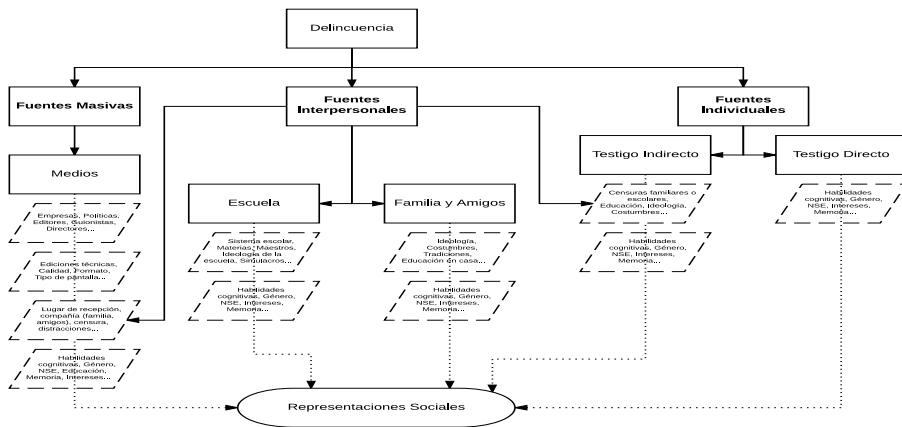 Delincuencia
Fuentes Masivas
Fuentes
Interpersonales
Fuentes
Individuales
Medios
Testigo Indirecto
Testigo Directo
Escuela
Familia y Amigos
Empresas, Políticas,
Editores, Guionistas,
Directores...
Censuras familiares o
escolares,
Educación, Ideología,
Costumbres...
Habilidades
cognitivas, Género,
NSE, Intereses,
Memoria...
Sistema escolar,
Materias, Maestros,
Ideología de la
escuela, Simulacros...
Ideología,
Costumbres,
Tradiciones,
Educación en casa...
Habilidades
cognitivas, Género,
NSE, Intereses,
Memoria...
Ediciones técnicas,
Calidad, Formato,
Tipo de pantalla...
Habilidades
cognitivas, Género,
NSE, Intereses,
Memoria...
Habilidades
cognitivas, Género,
NSE, Intereses,
Memoria...
Lugar de recepción,
compañía (familia,
amigos), censura,
distracciones...
Habilidades
cognitivas, Género,
NSE, Educación,
Memoria, Intereses...
Representaciones Sociales